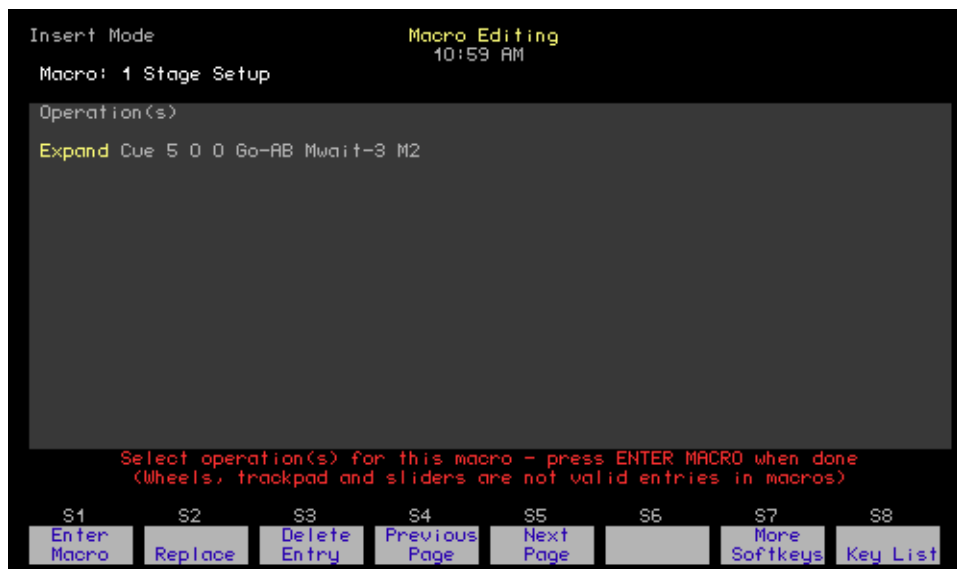 Insert Mode Macro Editing
10:59 AM
Macro: 1 Stage Setup
Operation(s)
Expand Cue 5 0 0 Go-AB Mwait-3 M2
Select operation(s) for this macro - press ENTER MACRO when done
(Wheels, trackpad and sliders are not valid entries in macros)
S1 S2 S3 S4 S5 S6 S7 S8
Enter Delete Previous Next More
Macro Replace Entry Page Page Softkeys Key List